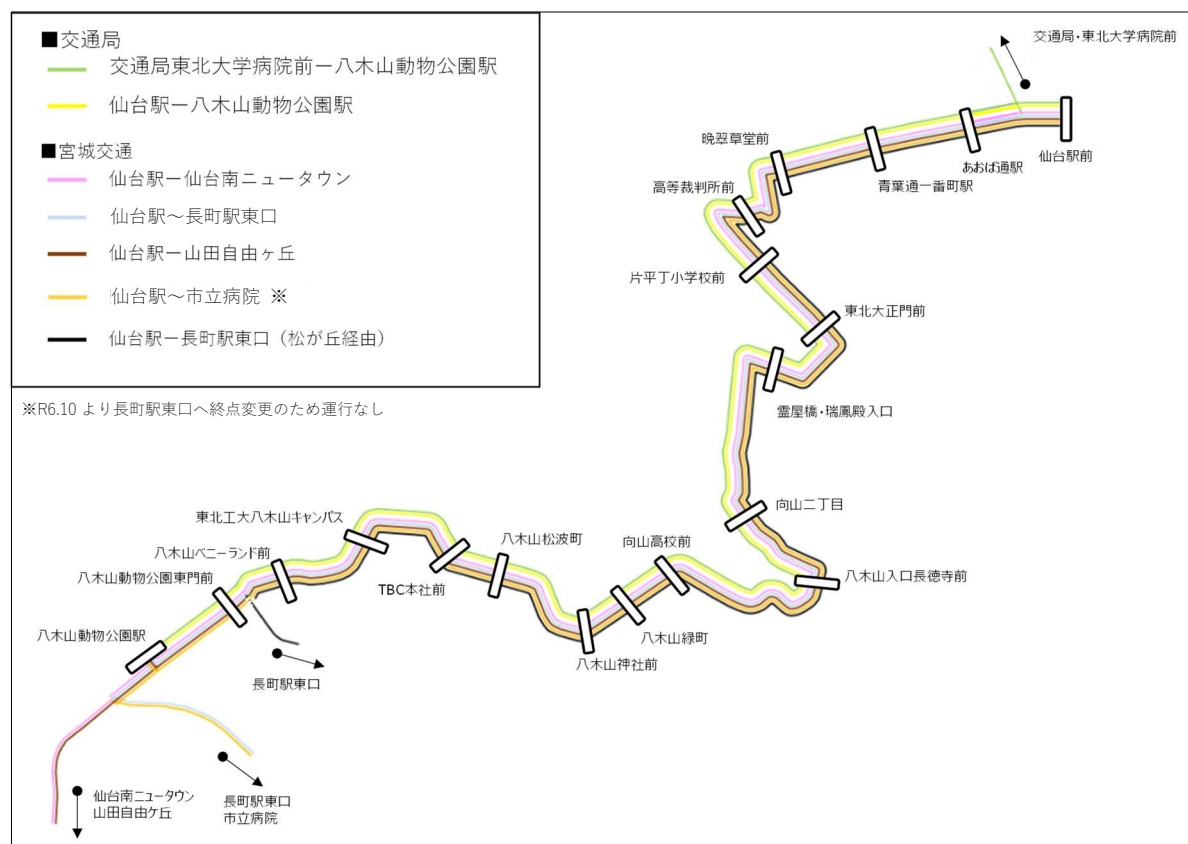 ■交通局
交通局東北大学病院前ー八木山動物公園駅
仙台駅ー八木山動物公園駅
■宮城交通
仙台駅ー仙台南ニュータウン
仙台駅～長町駅東口
仙台駅ー山田自由ヶ丘
仙台駅～市立病院 ※
仙台駅ー長町駅東口（松が丘経由）
※R6.10 より長町駅東口へ終点変更のため運行なし
交通局・東北大学病院前
仙台駅前
あおば通駅
青葉通一番町駅
晩翠草堂前
高等裁判所前
片平丁小学校前
東北大正門前
霊屋橋・瑞鳳殿入口
向山二丁目
八木山入口長徳寺前
向山高校前
八木山緑町
八木山神社前
八木山松波町
TBC本社前
東北工大八木山キャンパス
八木山ベニーランド前
八木山動物公園東門前
八木山動物公園駅
長町駅東口
長町駅東口
市立病院
仙台南ニュータウン
山田自由ケ丘